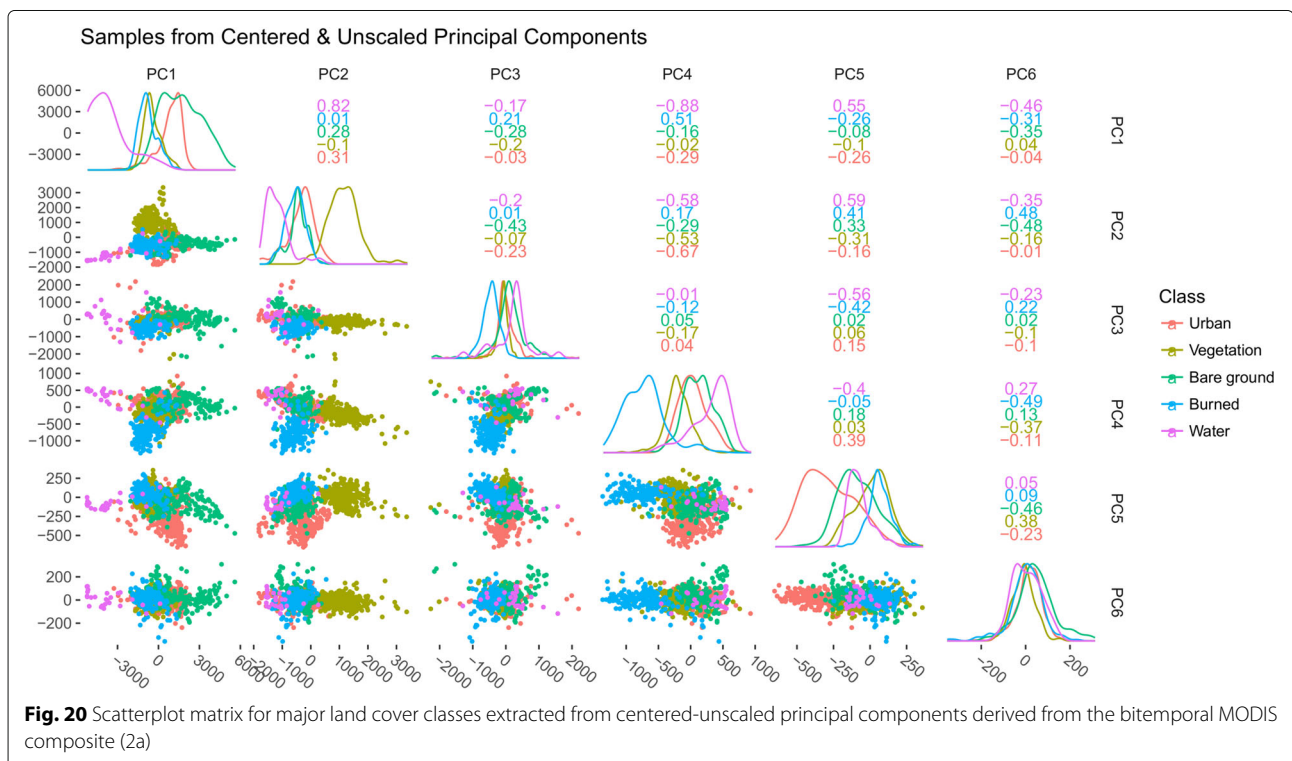 Samples from Centered & Unscaled Principal Components
PC1 PC2 PC3 PC4 PC5 PC6
6000
3000
0
−3000
0.82 −0.17 −0.88 0.55 −0.46
0.01 0.21 0.51 −0.26 −0.31
0.28 −0.28 −0.16 −0.08 −0.35
−0.1 −0.2 −0.02 −0.1 0.04
0.31 −0.03 −0.29 −0.26 −0.04
PC1
3000
2000
1000
0
−1000
−2000
−0.2 −0.58 0.59 −0.35
0.01 0.17 0.41 0.48
−0.43 −0.29 0.33 −0.48
−0.07 −0.53 −0.31 −0.16
−0.23 −0.67 −0.16 −0.01
PC2
2000
1000
0
−1000
−2000
−0.01 −0.56 −0.23
−0.12 −0.42 0.22
0.05 0.02 0.02
−0.17 0.06 −0.1
0.04 0.15 −0.1
PC3
1000
500
0
−500
−1000
−0.4 0.27
−0.05 −0.49
0.18 0.13
0.03 −0.37
0.39 −0.11
PC4
250
0
−250
−500
0.05
0.09
−0.46
0.38
−0.23
PC5
200
0
−200
PC6
−3000 0 3000 6000
−2000 −1000 0 1000 2000 3000
−2000 −1000 0 1000 2000
−1000 −500 0 500 1000
−500 −250 0 250
−200 0 200
Class
Urban
Vegetation
Bare ground
Burned
Water
Fig. 20 Scatterplot matrix for major land cover classes extracted from centered-unscaled principal components derived from the bitemporal MODIS
composite (2a)